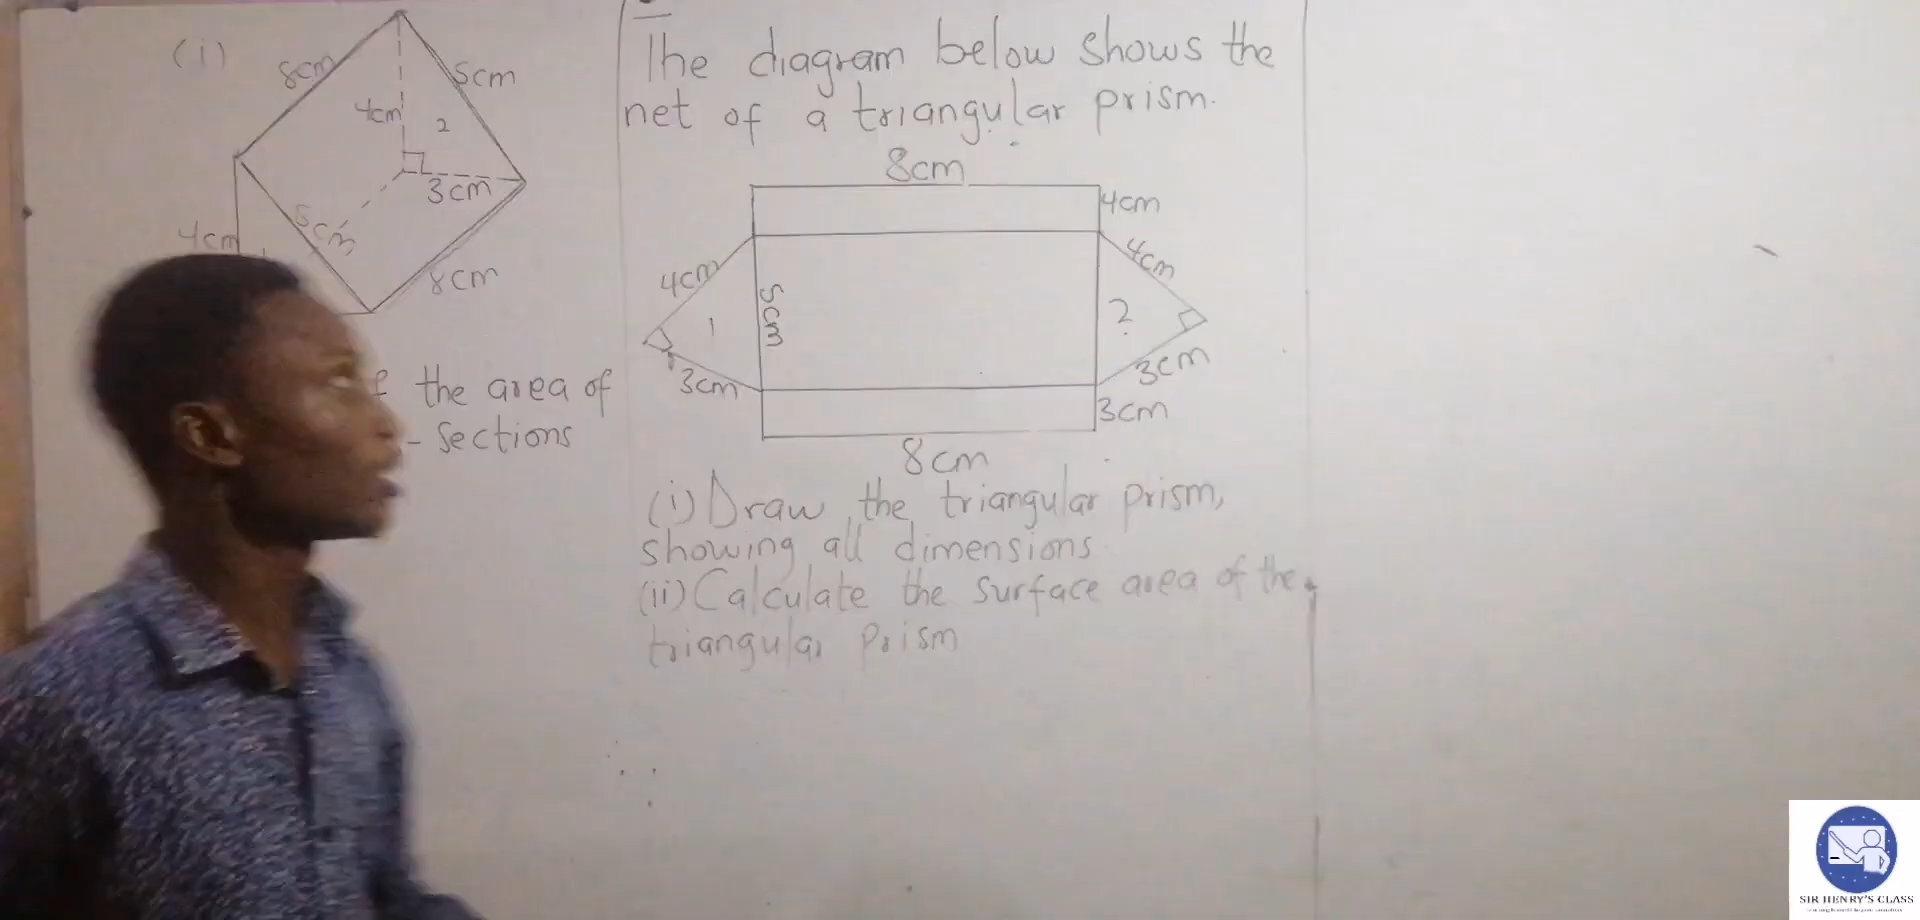 (i)
8cm
5cm
4cm
2
3cm
5cm
4cm
8cm
the area of
- sections
The diagram below shows the
net of a triangular prism.
8cm
4cm
4cm
4cm
5cm
1
2
3cm
3cm
3cm
8cm
(i) Draw the triangular prism,
showing all dimensions.
(ii) Calculate the surface area of the
triangular prism
SIR HENRY'S CLASS